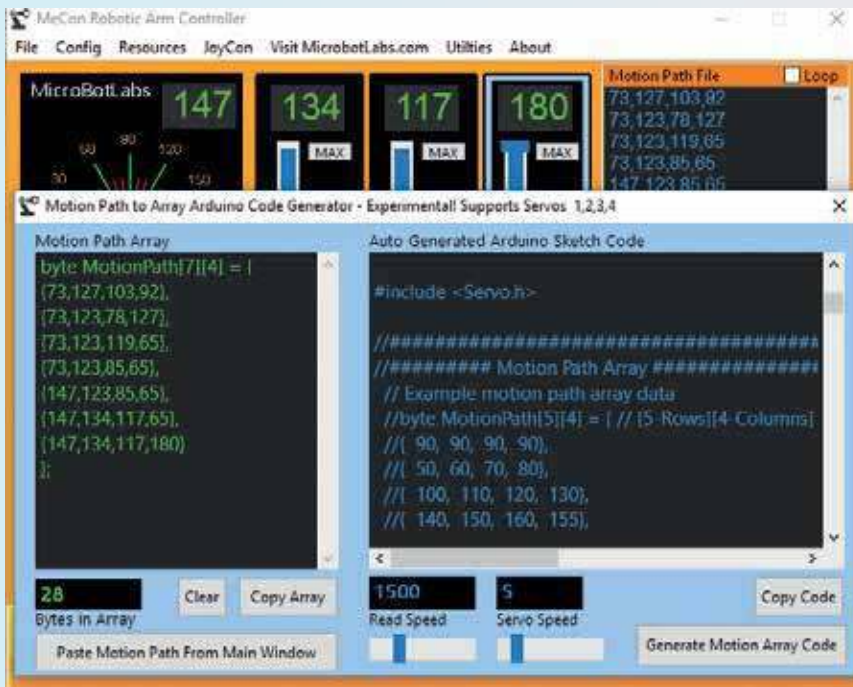 MeCon Robotic Arm Controller
File Config Resources JoyCon Visit MicrobotLabs.com Utilties About
MicroBotLabs 147 134 117 180
Motion Path File Loop
73,127,103,92
73,123,78,127
73,123,119,65
73,123,85,65
147,123,85,65
MAX MAX MAX
30 60 90 120 150
Motion Path to Array Arduino Code Generator - Experimental! Supports Servos 1,2,3,4
Motion Path Array
byte MotionPath[7][4] = {
{73,127,103,92},
{73,123,78,127},
{73,123,119,65},
{73,123,85,65},
{147,123,85,65},
{147,134,117,65},
{147,134,117,180}
};
28
Bytes in Array
Clear
Copy Array
Paste Motion Path From Main Window
Auto Generated Arduino Sketch Code
#include <Servo.h>
//########################################
//######### Motion Path Array ###############
// Example motion path array data
//byte MotionPath[5][4] = { // [5-Rows][4-Columns]
//{ 90, 90, 90, 90},
//{ 50, 60, 70, 80},
//{ 100, 110, 120, 130},
//{ 140, 150, 160, 155},
1500
Read Speed
5
Servo Speed
Copy Code
Generate Motion Array Code